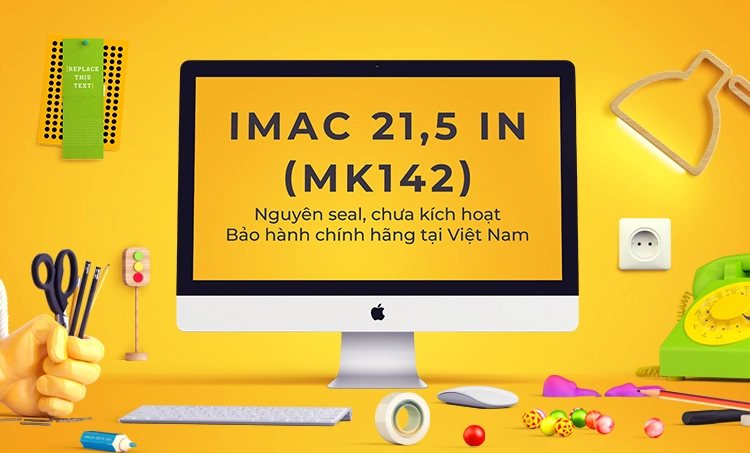 [REPLACE
THIS
TEXT]
IMAC 21,5 IN
(MK142)
Nguyên seal, chưa kích hoạt
Bảo hành chính hãng tại Việt Nam